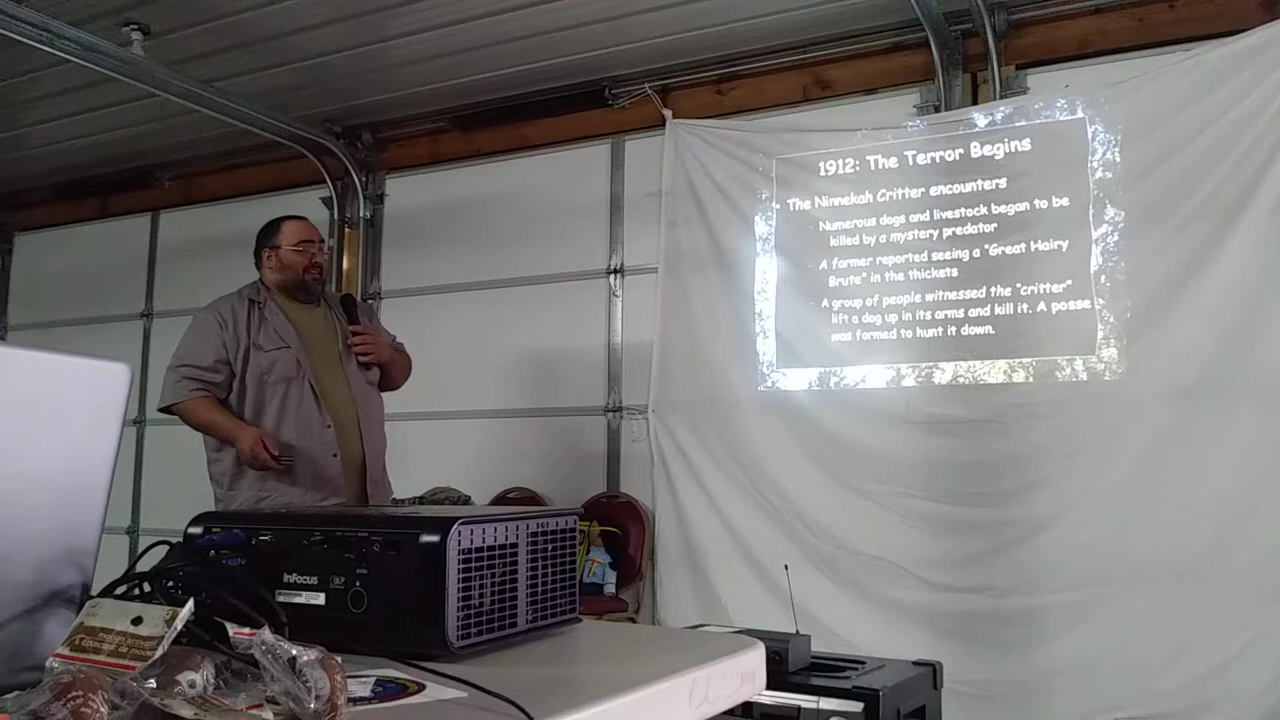 1912: The Terror Begins
The Ninnekah Critter encounters
Numerous dogs and livestock began to be
killed by a mystery predator
A farmer reported seeing a "Great Hairy
Brute" in the thickets
A group of people witnessed the "critter"
lift a dog up in its arms and kill it. A posse
was formed to hunt it down.
InFocus
DLP